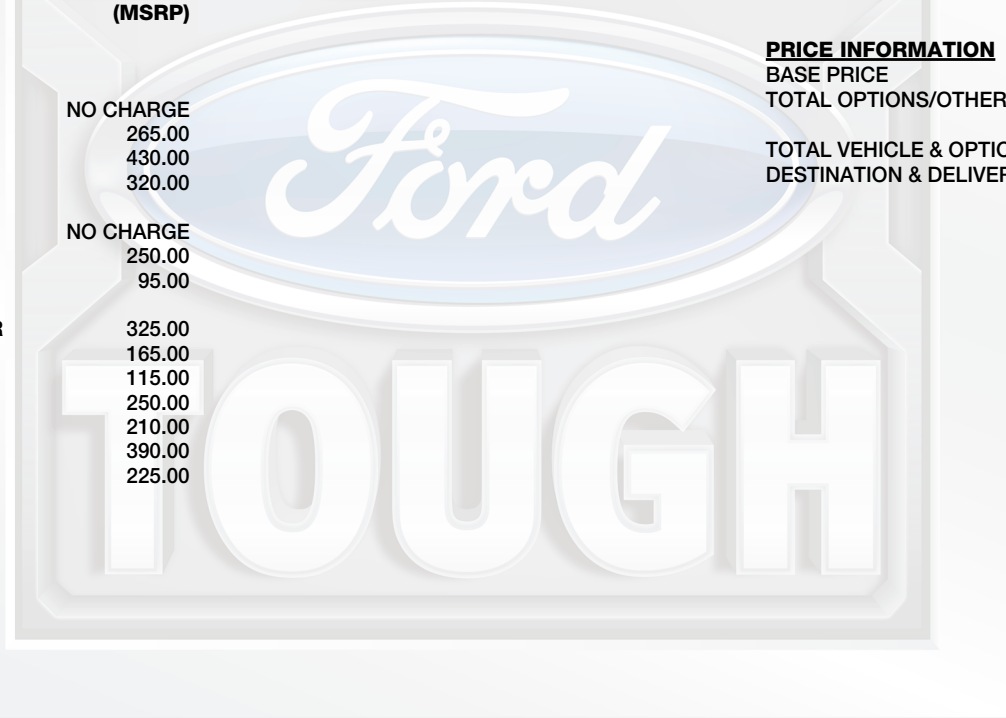 (MSRP)
NO CHARGE
265.00
430.00
320.00
NO CHARGE
250.00
95.00
R 325.00
165.00
115.00
250.00
210.00
390.00
225.00
PRICE INFORMATION
BASE PRICE
TOTAL OPTIONS/OTHER
TOTAL VEHICLE & OPTIO
DESTINATION & DELIVER
Ford
TOUGH